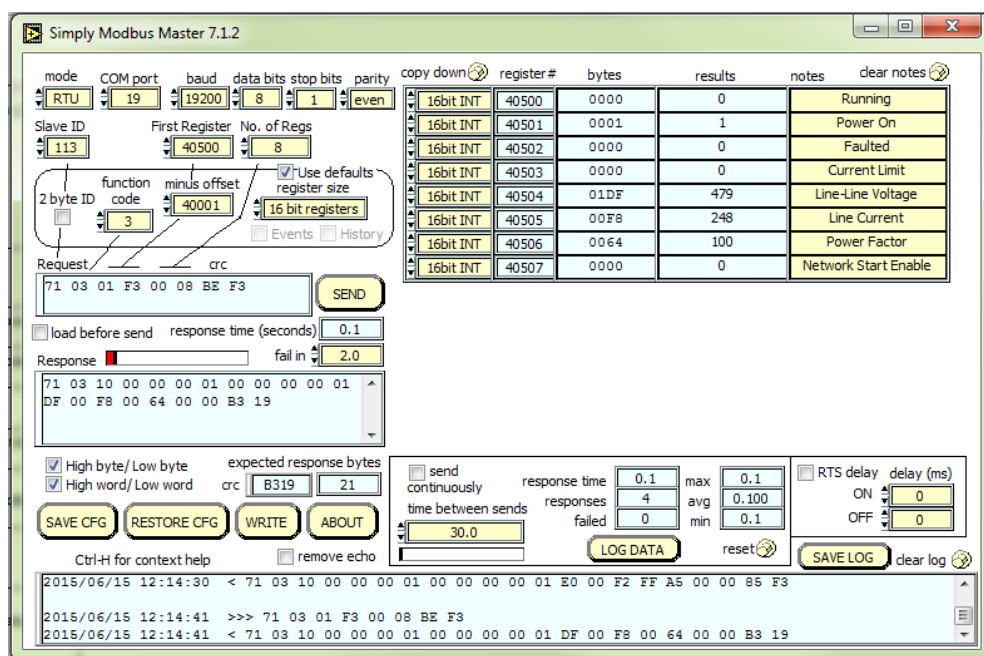 Simply Modbus Master 7.1.2
mode COM port baud data bits stop bits parity
RTU 19 19200 8 1 even
Slave ID First Register No. of Regs
113 40500 8
Use defaults
2 byte ID function code minus offset register size
3 40001 16 bit registers
Events History
Request crc
71 03 01 F3 00 08 BE F3
SEND
load before send response time (seconds) 0.1
Response fail in 2.0
71 03 10 00 00 00 01 00 00 00 00 01
DF 00 F8 00 64 00 00 B3 19
High byte/Low byte expected response bytes
High word/Low word crc B319 21
SAVE CFG RESTORE CFG WRITE ABOUT
Ctrl-H for context help remove echo
copy down register# bytes results notes clear notes
16bit INT 40500 0000 0 Running
16bit INT 40501 0001 1 Power On
16bit INT 40502 0000 0 Faulted
16bit INT 40503 0000 0 Current Limit
16bit INT 40504 01DF 479 Line-Line Voltage
16bit INT 40505 00F8 248 Line Current
16bit INT 40506 0064 100 Power Factor
16bit INT 40507 0000 0 Network Start Enable
send continuously
time between sends
30.0
response time 0.1 max 0.1
responses 4 avg 0.100
failed 0 min 0.1
LOG DATA reset
RTS delay delay (ms)
ON 0
OFF 0
SAVE LOG clear log
2015/06/15 12:14:30 < 71 03 10 00 00 00 01 00 00 00 00 01 E0 00 F2 FF A5 00 00 85 F3
2015/06/15 12:14:41 >>> 71 03 01 F3 00 08 BE F3
2015/06/15 12:14:41 < 71 03 10 00 00 00 01 00 00 00 00 01 DF 00 F8 00 64 00 00 B3 19